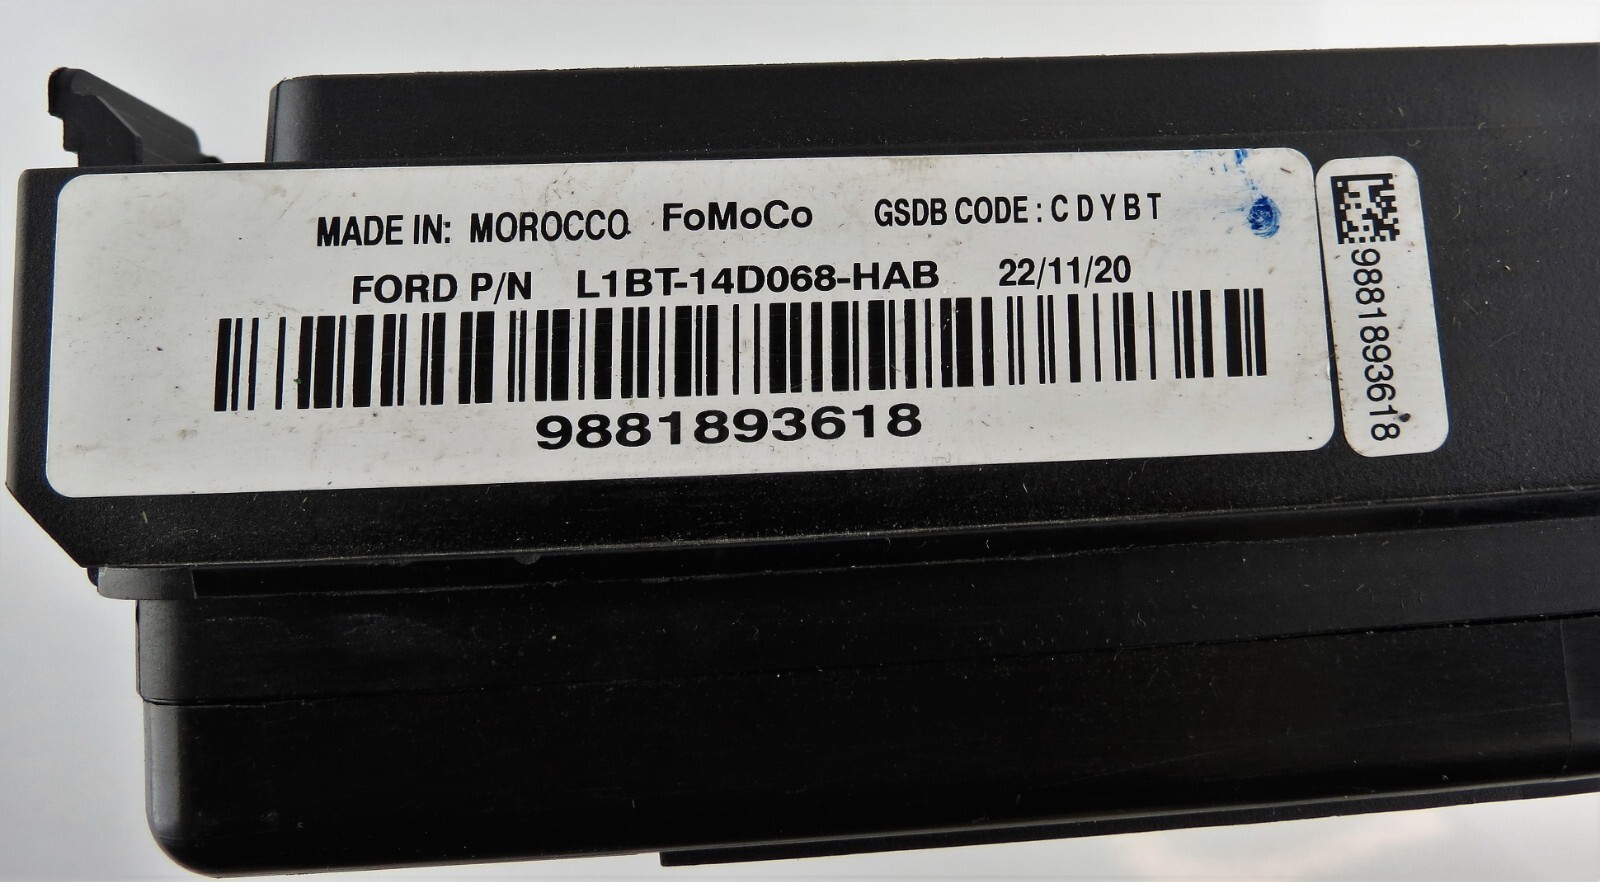 MADE IN: MOROCCO FoMoCo GSDB CODE : C D Y B T
FORD P/N L1BT-14D068-HAB 22/11/20
9881893618
9881893618